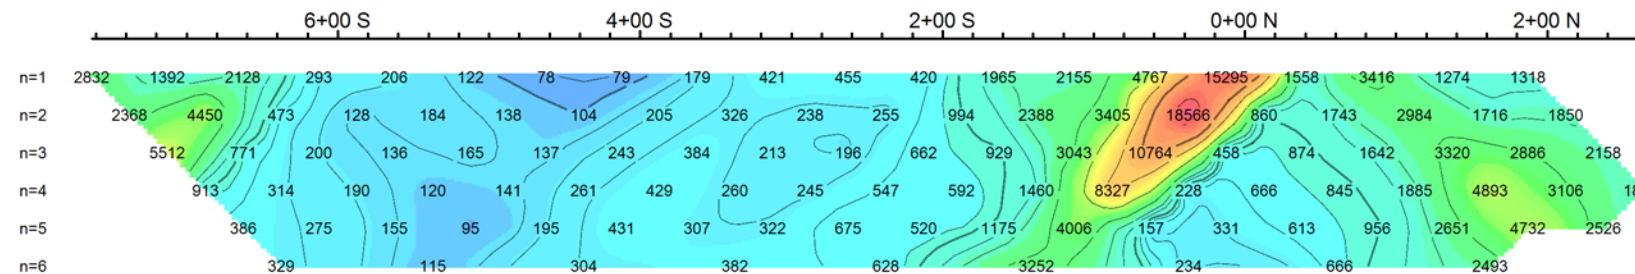 6+00 S 4+00 S 2+00 S 0+00 N 2+00 N
n=1 2832 1392 2128 293 206 122 78 79 179 421 455 420 1965 2155 4767 15295 1558 3416 1274 1318
n=2 2368 4450 473 128 184 138 104 205 326 238 255 994 2388 3405 18566 860 1743 2984 1716 1850
n=3 5512 771 200 136 165 137 243 384 213 196 662 929 3043 10764 458 874 1642 3320 2886 2158
n=4 913 314 190 120 141 261 429 260 245 547 592 1460 8327 228 666 845 1885 4893 3106
n=5 386 275 155 95 195 431 307 322 675 520 1175 4006 157 331 613 956 2651 4732 2526
n=6 329 115 304 382 628 3252 234 666 2493